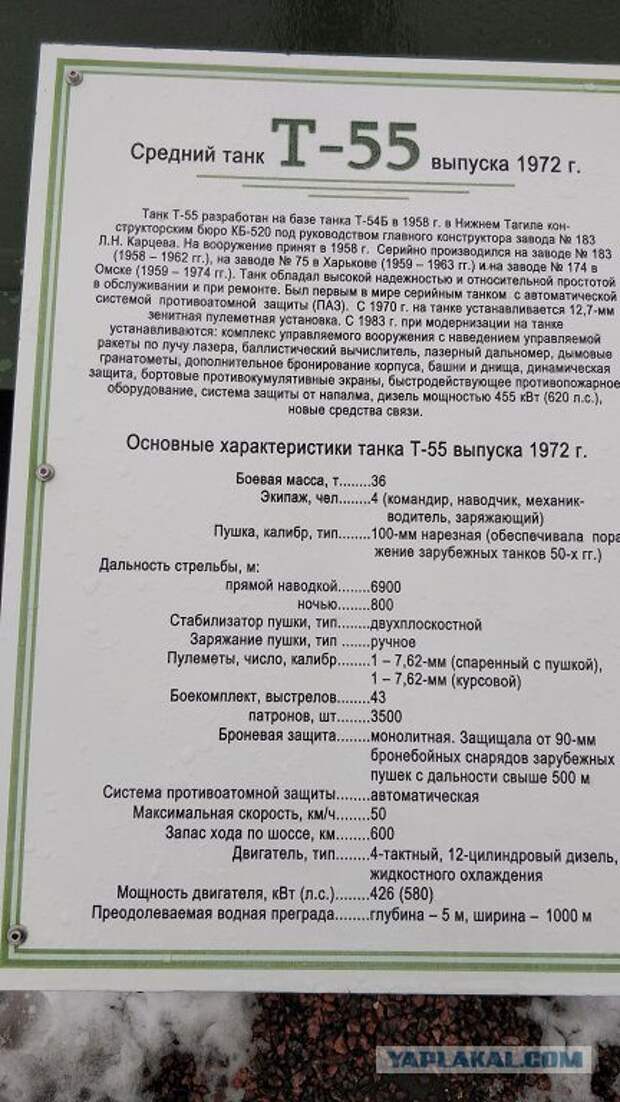 Средний танк Т-55 выпуска 1972 г.
Танк Т-55 разработан на базе танка Т-54Б в 1958 г. в Нижнем Тагиле кон-
структорским бюро КБ-520 под руководством главного конструктора завода № 183
Л.Н. Карцева. На вооружение принят в 1958 г. Серийно производился на заводе № 183
(1958 – 1962 гг.), на заводе № 75 в Харькове (1959 – 1963 гг.) и на заводе № 174 в
Омске (1959 – 1974 гг.). Танк обладал высокой надежностью и относительной простотой
в обслуживании и при ремонте. Был первым в мире серийным танком с автоматической
системой противоатомной защиты (ПАЗ). С 1970 г. на танке устанавливается 12,7-мм
зенитная пулеметная установка. С 1983 г. при модернизации на танке
устанавливаются: комплекс управляемого вооружения с наведением управляемой
ракеты по лучу лазера, баллистический вычислитель, лазерный дальномер, дымовые
гранатометы, дополнительное бронирование корпуса, башни и днища, динамическая
защита, бортовые противокумулятивные экраны, быстродействующее противопожарное
оборудование, система защиты от напалма, дизель мощностью 455 кВт (620 л.с.),
новые средства связи.
Основные характеристики танка Т-55 выпуска 1972 г.
Боевая масса, т........36
Экипаж, чел........4 (командир, наводчик, механик-
водитель, заряжающий)
Пушка, калибр, тип........100-мм нарезная (обеспечивала пора
жение зарубежных танков 50-х гг.)
Дальность стрельбы, м:
прямой наводкой........6900
ночью........800
Стабилизатор пушки, тип........двухплоскостной
Заряжание пушки, тип .......ручное
Пулеметы, число, калибр........1 – 7,62-мм (спаренный с пушкой),
1 – 7,62-мм (курсовой)
Боекомплект, выстрелов........43
патронов, шт........3500
Броневая защита........монолитная. Защищала от 90-мм
бронебойных снарядов зарубежных
пушек с дальности свыше 500 м
Система противоатомной защиты........автоматическая
Максимальная скорость, км/ч........50
Запас хода по шоссе, км........600
Двигатель, тип........4-тактный, 12-цилиндровый дизель,
жидкостного охлаждения
Мощность двигателя, кВт (л.с.)........426 (580)
Преодолеваемая водная преграда........глубина – 5 м, ширина – 1000 м
YAPLAKAL.COM